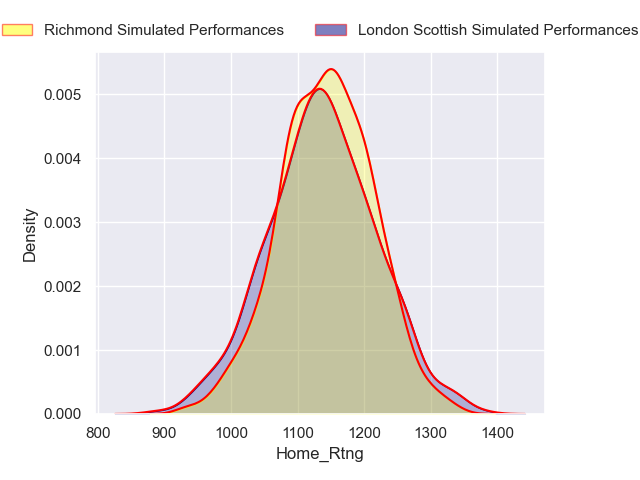 Richmond Simulated Performances
London Scottish Simulated Performances
0.005
0.004
0.003
0.002
0.001
0.000
Density
800 900 1000 1100 1200 1300 1400
Home_Rtng